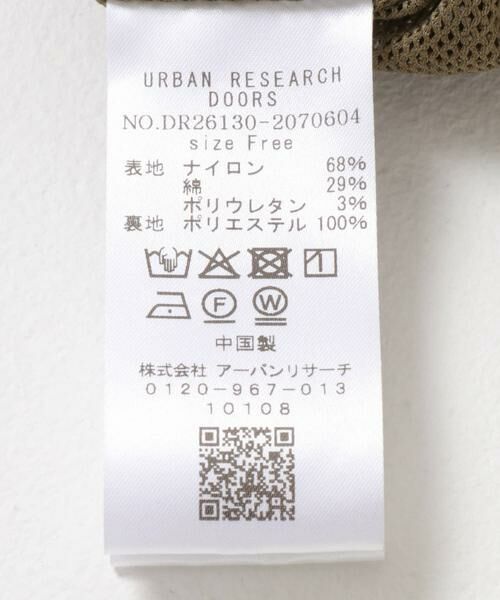 URBAN RESEARCH
DOORS
NO.DR26130-2070604
size Free
表地 ナイロン 68%
綿 29%
ポリウレタン 3%
裏地 ポリエステル 100%
F W
中国製
株式会社 アーバンリサーチ
0120-967-013
10108